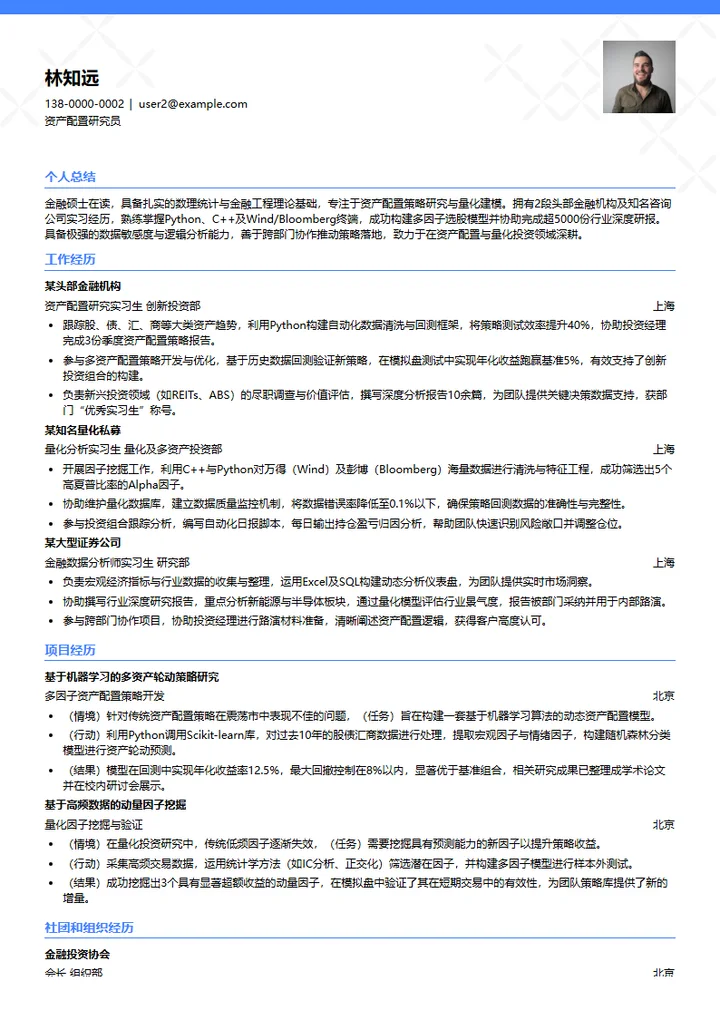 林知远
138-0000-0002 | user2@example.com
资产配置研究员
个人总结
金融硕士在读，具备扎实的数理统计与金融工程理论基础，专注于资产配置策略研究与量化建模。拥有2段头部金融机构及知名咨询
公司实习经历，熟练掌握Python、C++及Wind/Bloomberg终端，成功构建多因子选股模型并协助完成超5000份行业深度研报。
具备极强的数据敏感度与逻辑分析能力，善于跨部门协作推动策略落地，致力于在资产配置与量化投资领域深耕。
工作经历
某头部金融机构
资产配置研究实习生 创新投资部 上海
• 跟踪股、债、汇、商等大类资产趋势，利用Python构建自动化数据清洗与回测框架，将策略测试效率提升40%，协助投资经理
完成3份季度资产配置策略报告。
• 参与多资产配置策略开发与优化，基于历史数据回测验证新策略，在模拟盘测试中实现年化收益跑赢基准5%，有效支持了创新
投资组合的构建。
• 负责新兴投资领域（如REITs、ABS）的尽职调查与价值评估，撰写深度分析报告10余篇，为团队提供关键决策数据支持，获部
门“优秀实习生”称号。
某知名量化私募
量化分析实习生 量化及多资产投资部 上海
• 开展因子挖掘工作，利用C++与Python对万得（Wind）及彭博（Bloomberg）海量数据进行清洗与特征工程，成功筛选出5个
高夏普比率的Alpha因子。
• 协助维护量化数据库，建立数据质量监控机制，将数据错误率降低至0.1%以下，确保策略回测数据的准确性与完整性。
• 参与投资组合跟踪分析，编写自动化日报脚本，每日输出持仓盈亏归因分析，帮助团队快速识别风险敞口并调整仓位。
某大型证券公司
金融数据分析师实习生 研究部 上海
• 负责宏观经济指标与行业数据的收集与整理，运用Excel及SQL构建动态分析仪表盘，为团队提供实时市场洞察。
• 协助撰写行业深度研究报告，重点分析新能源与半导体板块，通过量化模型评估行业景气度，报告被部门采纳并用于内部路演。
• 参与跨部门协作项目，协助投资经理进行路演材料准备，清晰阐述资产配置逻辑，获得客户高度认可。
项目经历
基于机器学习的多资产轮动策略研究
多因子资产配置策略开发 北京
• （情境）针对传统资产配置策略在震荡市中表现不佳的问题，（任务）旨在构建一套基于机器学习算法的动态资产配置模型。
• （行动）利用Python调用Scikit-learn库，对过去10年的股债汇商数据进行处理，提取宏观因子与情绪因子，构建随机森林分类
模型进行资产轮动预测。
• （结果）模型在回测中实现年化收益率12.5%，最大回撤控制在8%以内，显著优于基准组合，相关研究成果已整理成学术论文
并在校内研讨会展示。
基于高频数据的动量因子挖掘
量化因子挖掘与验证 北京
• （情境）在量化投资研究中，传统低频因子逐渐失效，（任务）需要挖掘具有预测能力的新因子以提升策略收益。
• （行动）采集高频交易数据，运用统计学方法（如IC分析、正交化）筛选潜在因子，并构建多因子模型进行样本外测试。
• （结果）成功挖掘出3个具有显著超额收益的动量因子，在模拟盘中验证了其在短期交易中的有效性，为团队策略库提供了新的
增量。
社团和组织经历
金融投资协会
会长 组织部 北京